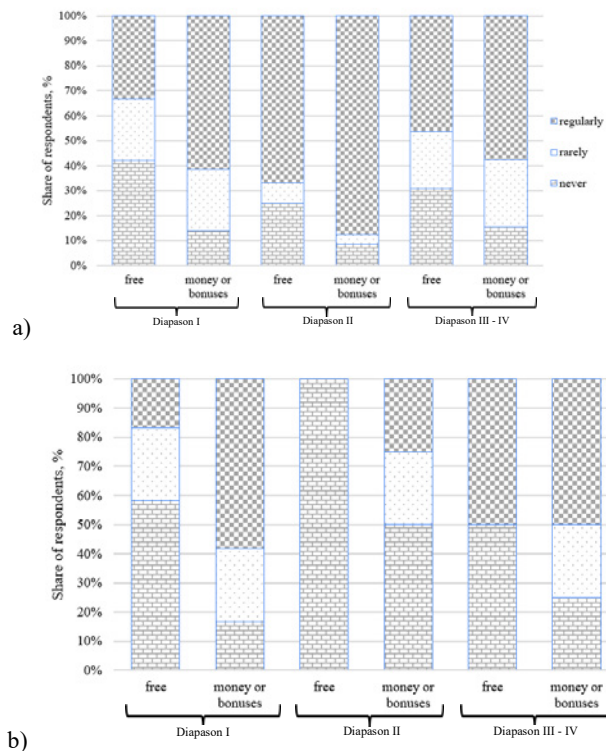 100%
90%
80%
70%
60%
50%
40%
30%
20%
10%
0%
Share of respondents, %
regularly
rarely
never
free money or bonuses free money or bonuses free money or bonuses
Diapason I Diapason II Diapason III - IV
a)
100%
90%
80%
70%
60%
50%
40%
30%
20%
10%
0%
Share of respondents, %
free money or bonuses free money or bonuses free money or bonuses
Diapason I Diapason II Diapason III - IV
b)